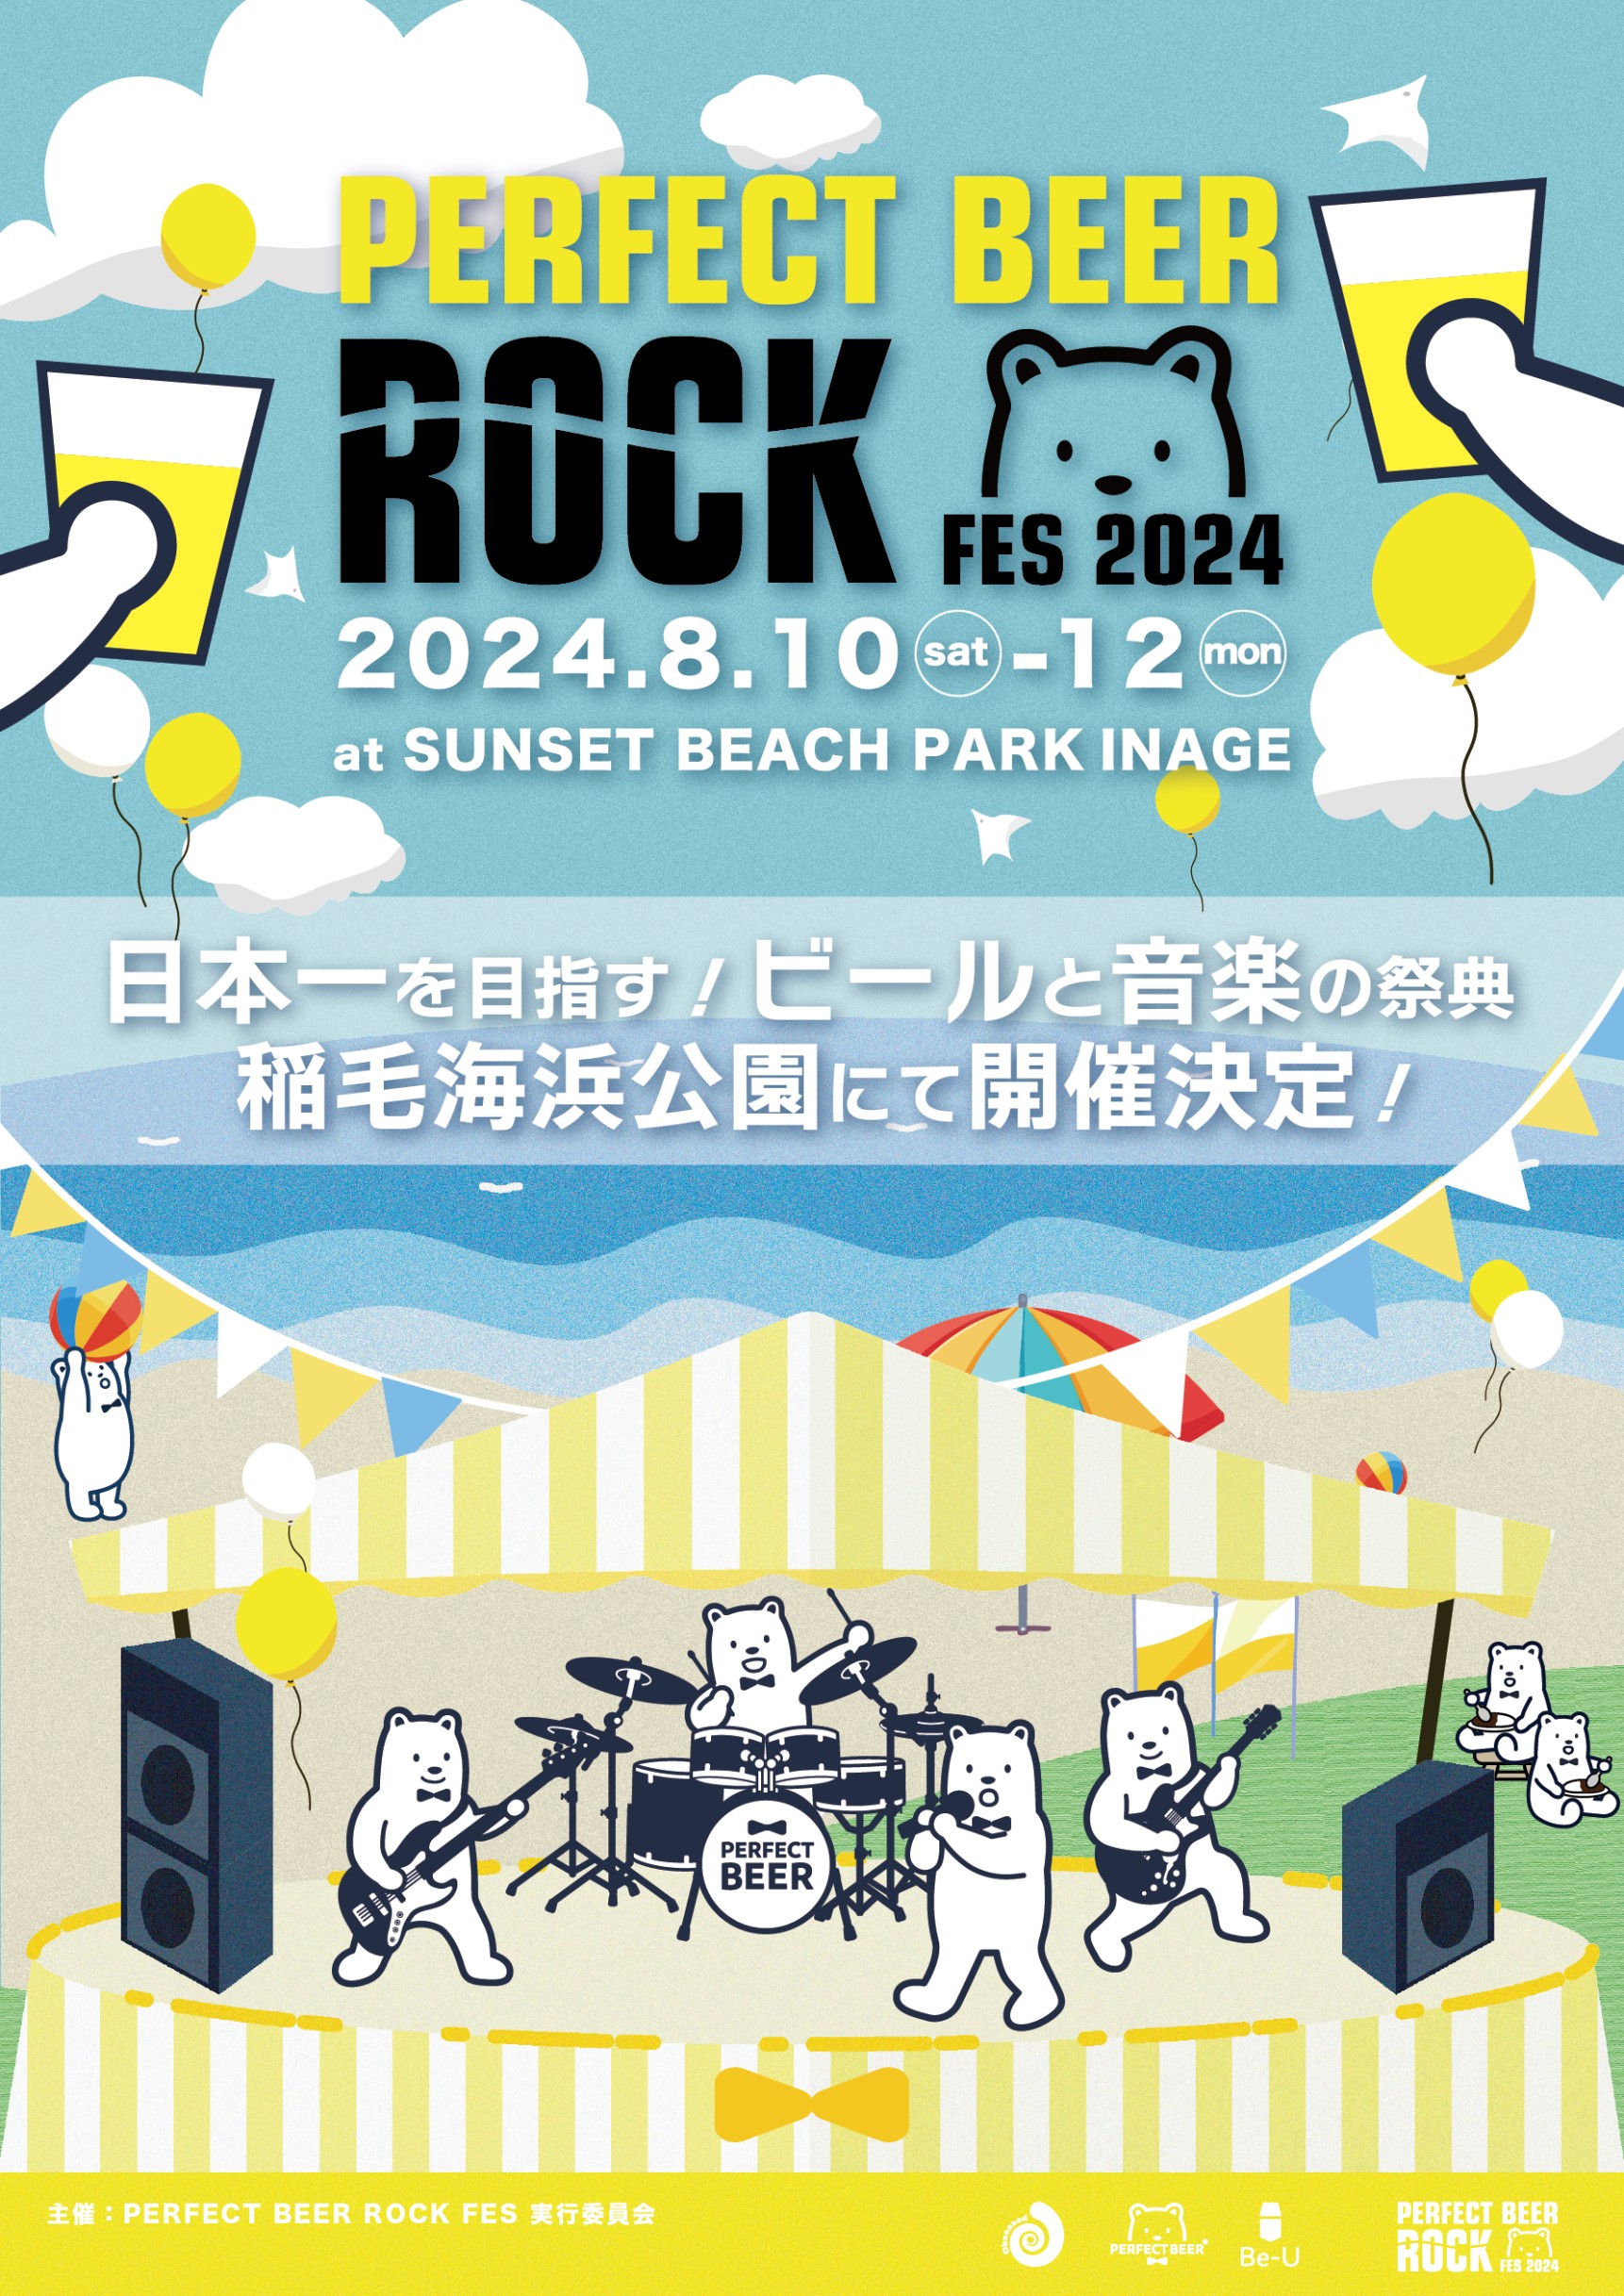 PERFECT BEER
ROCK
FES 2024
2024.8.10 sat -12 mon
at SUNSET BEACH PARK INAGE
日本一を目指す！ビールと音楽の祭典
稲毛海浜公園にて開催決定！
PERFECT
BEER
主催：PERFECT BEER ROCK FES 実行委員会
PERFECT BEER
Be-U
PERFECT BEER
ROCK
FES 2024